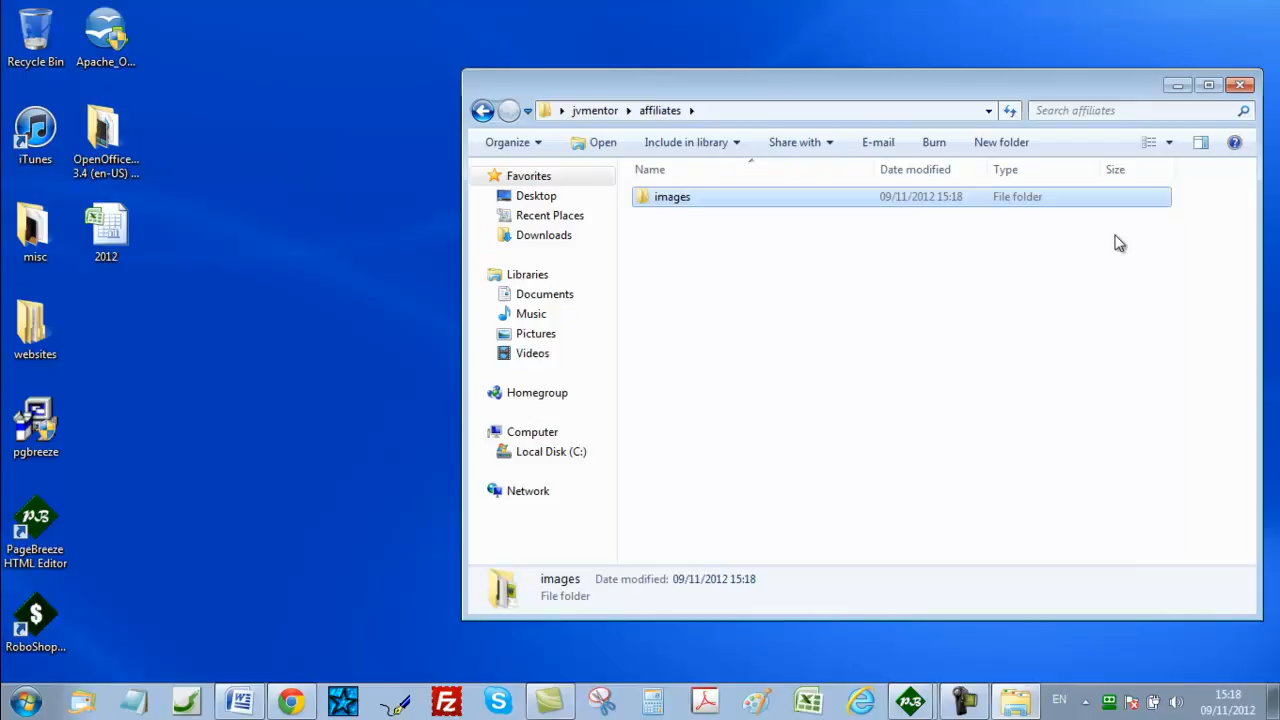 Recycle Bin
Apache_O...
iTunes
OpenOffice...
3.4 (en-US) ...
misc
2012
websites
pgbreeze
PB
PageBreeze
HTML Editor
$
RoboShop...
jvmentor
affiliates
Search affiliates
Organize
Open
Include in library
Share with
E-mail
Burn
New folder
Name
Date modified
Type
Size
images
09/11/2012 15:18
File folder
Favorites
Desktop
Recent Places
Downloads
Libraries
Documents
Music
Pictures
Videos
Homegroup
Computer
Local Disk (C:)
Network
images Date modified: 09/11/2012 15:18
File folder
W
Fz
S
PB
EN
15:18
09/11/2012